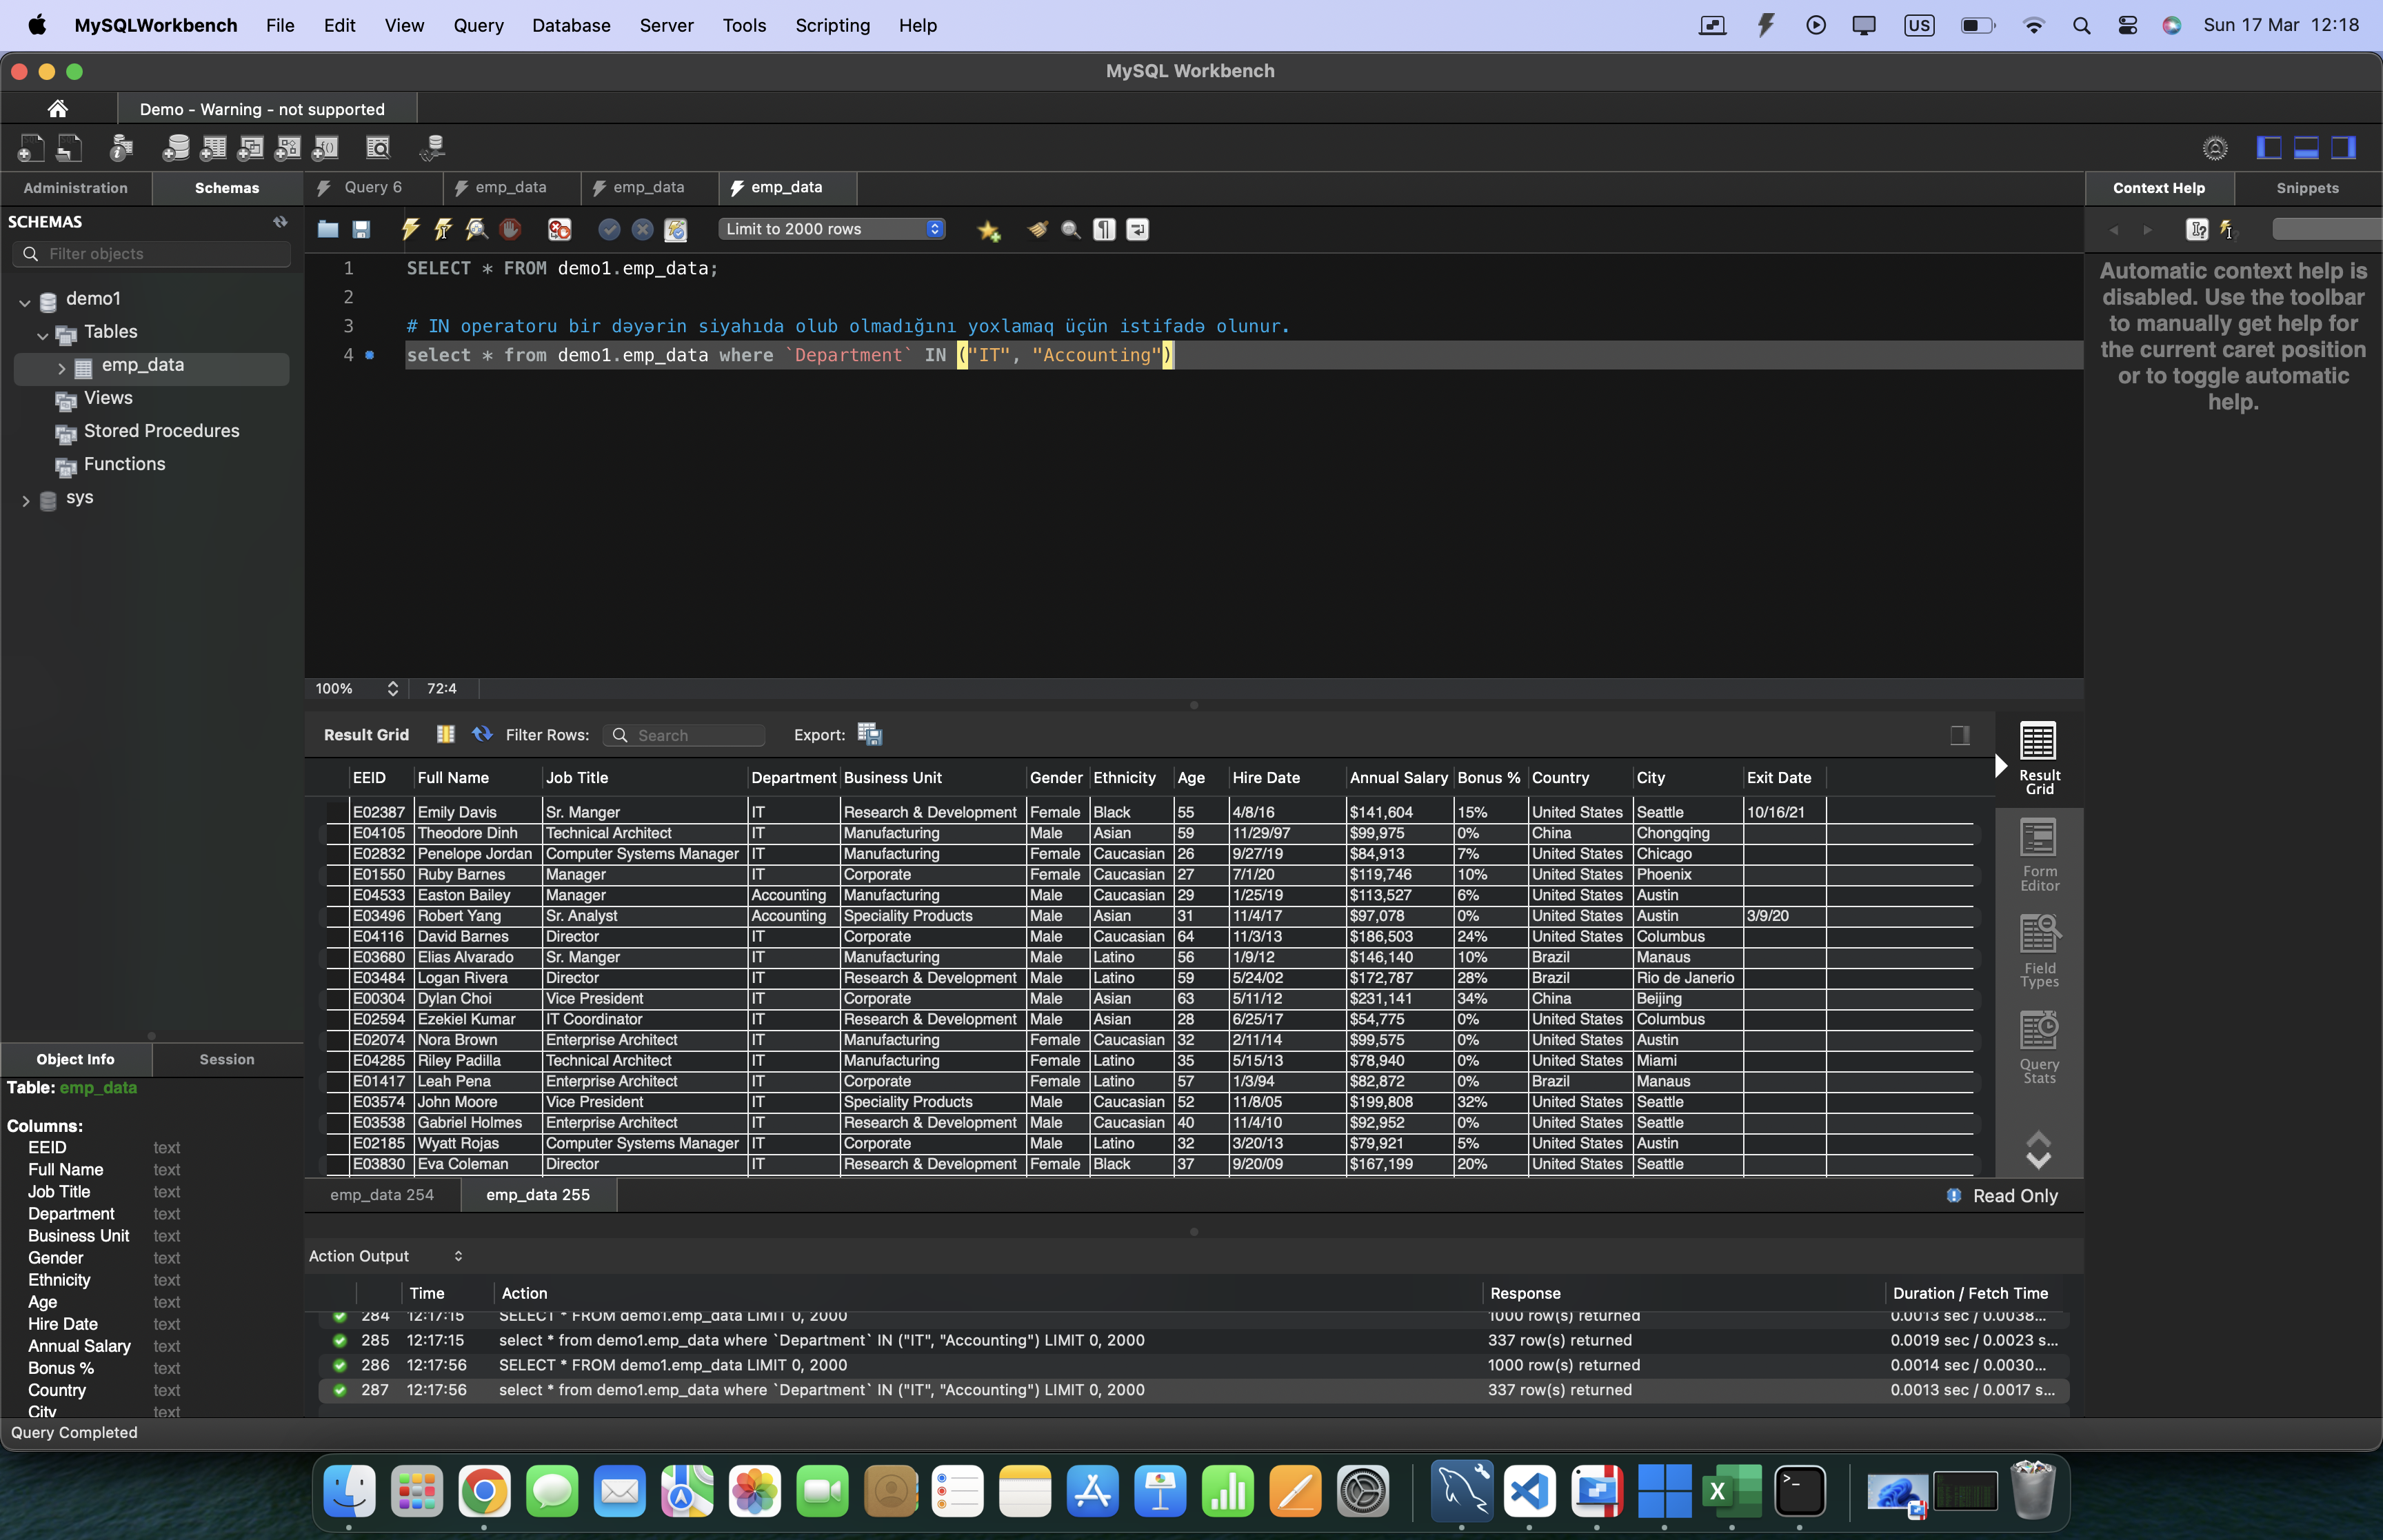 MySQLWorkbench File Edit View Query Database Server Tools Scripting Help US Sun 17 Mar 12:18
MySQL Workbench
Demo - Warning - not supported
Administration Schemas Query 6 emp_data emp_data emp_data Context Help Snippets
SCHEMAS
Limit to 2000 rows
Filter objects
demo1
Tables
emp_data
Views
Stored Procedures
Functions
sys
1 SELECT * FROM demo1.emp_data;
2
3 # IN operatoru bir dəyərin siyahıda olub olmadığını yoxlamaq üçün istifadə olunur.
4 select * from demo1.emp_data where `Department` IN ("IT", "Accounting")
Automatic context help is
disabled. Use the toolbar
to manually get help for
the current caret position
or to toggle automatic
help.
100% 72:4
Result Grid Filter Rows: Search Export:
EEID Full Name Job Title Department Business Unit Gender Ethnicity Age Hire Date Annual Salary Bonus % Country City Exit Date
E02387 Emily Davis Sr. Manger IT Research & Development Female Black 55 4/8/16 $141,604 15% United States Seattle 10/16/21
E04105 Theodore Dinh Technical Architect IT Manufacturing Male Asian 59 11/29/97 $99,975 0% China Chongqing
E02832 Penelope Jordan Computer Systems Manager IT Manufacturing Female Caucasian 26 9/27/19 $84,913 7% United States Chicago
E01550 Ruby Barnes Manager IT Corporate Female Caucasian 27 7/1/20 $119,746 10% United States Phoenix
E04533 Easton Bailey Manager Accounting Manufacturing Male Caucasian 29 1/25/19 $113,527 6% United States Austin
E03496 Robert Yang Sr. Analyst Accounting Speciality Products Male Asian 31 11/4/17 $97,078 0% United States Austin 3/9/20
E04116 David Barnes Director IT Corporate Male Caucasian 64 11/3/13 $186,503 24% United States Columbus
E03680 Elias Alvarado Sr. Manger IT Manufacturing Male Latino 56 1/9/12 $146,140 10% Brazil Manaus
E03484 Logan Rivera Director IT Research & Development Male Latino 59 5/24/02 $172,787 28% Brazil Rio de Janerio
E00304 Dylan Choi Vice President IT Corporate Male Asian 63 5/11/12 $231,141 34% China Beijing
E02594 Ezekiel Kumar IT Coordinator IT Research & Development Male Asian 28 6/25/17 $54,775 0% United States Columbus
E02074 Nora Brown Enterprise Architect IT Manufacturing Female Caucasian 32 2/11/14 $99,575 0% United States Austin
E04285 Riley Padilla Technical Architect IT Manufacturing Female Latino 35 5/15/13 $78,940 0% United States Miami
E01417 Leah Pena Enterprise Architect IT Corporate Female Latino 57 1/3/94 $82,872 0% Brazil Manaus
E03574 John Moore Vice President IT Speciality Products Male Caucasian 52 11/8/05 $199,808 32% United States Seattle
E03538 Gabriel Holmes Enterprise Architect IT Research & Development Male Caucasian 40 11/4/10 $92,952 0% United States Seattle
E02185 Wyatt Rojas Computer Systems Manager IT Corporate Male Latino 32 3/20/13 $79,921 5% United States Austin
E03830 Eva Coleman Director IT Research & Development Female Black 37 9/20/09 $167,199 20% United States Seattle
Result
Grid
Form
Editor
Field
Types
Query
Stats
emp_data 254 emp_data 255 Read Only
Object Info Session
Table: emp_data
Columns:
EEID text
Full Name text
Job Title text
Department text
Business Unit text
Gender text
Ethnicity text
Age text
Hire Date text
Annual Salary text
Bonus % text
Country text
City text
Action Output
Time Action Response Duration / Fetch Time
284 12:17:15 SELECT * FROM demo1.emp_data LIMIT 0, 2000 1000 row(s) returned 0.0013 sec / 0.0038...
285 12:17:15 select * from demo1.emp_data where `Department` IN ("IT", "Accounting") LIMIT 0, 2000 337 row(s) returned 0.0019 sec / 0.0023 s...
286 12:17:56 SELECT * FROM demo1.emp_data LIMIT 0, 2000 1000 row(s) returned 0.0014 sec / 0.0030...
287 12:17:56 select * from demo1.emp_data where `Department` IN ("IT", "Accounting") LIMIT 0, 2000 337 row(s) returned 0.0013 sec / 0.0017 s...
Query Completed